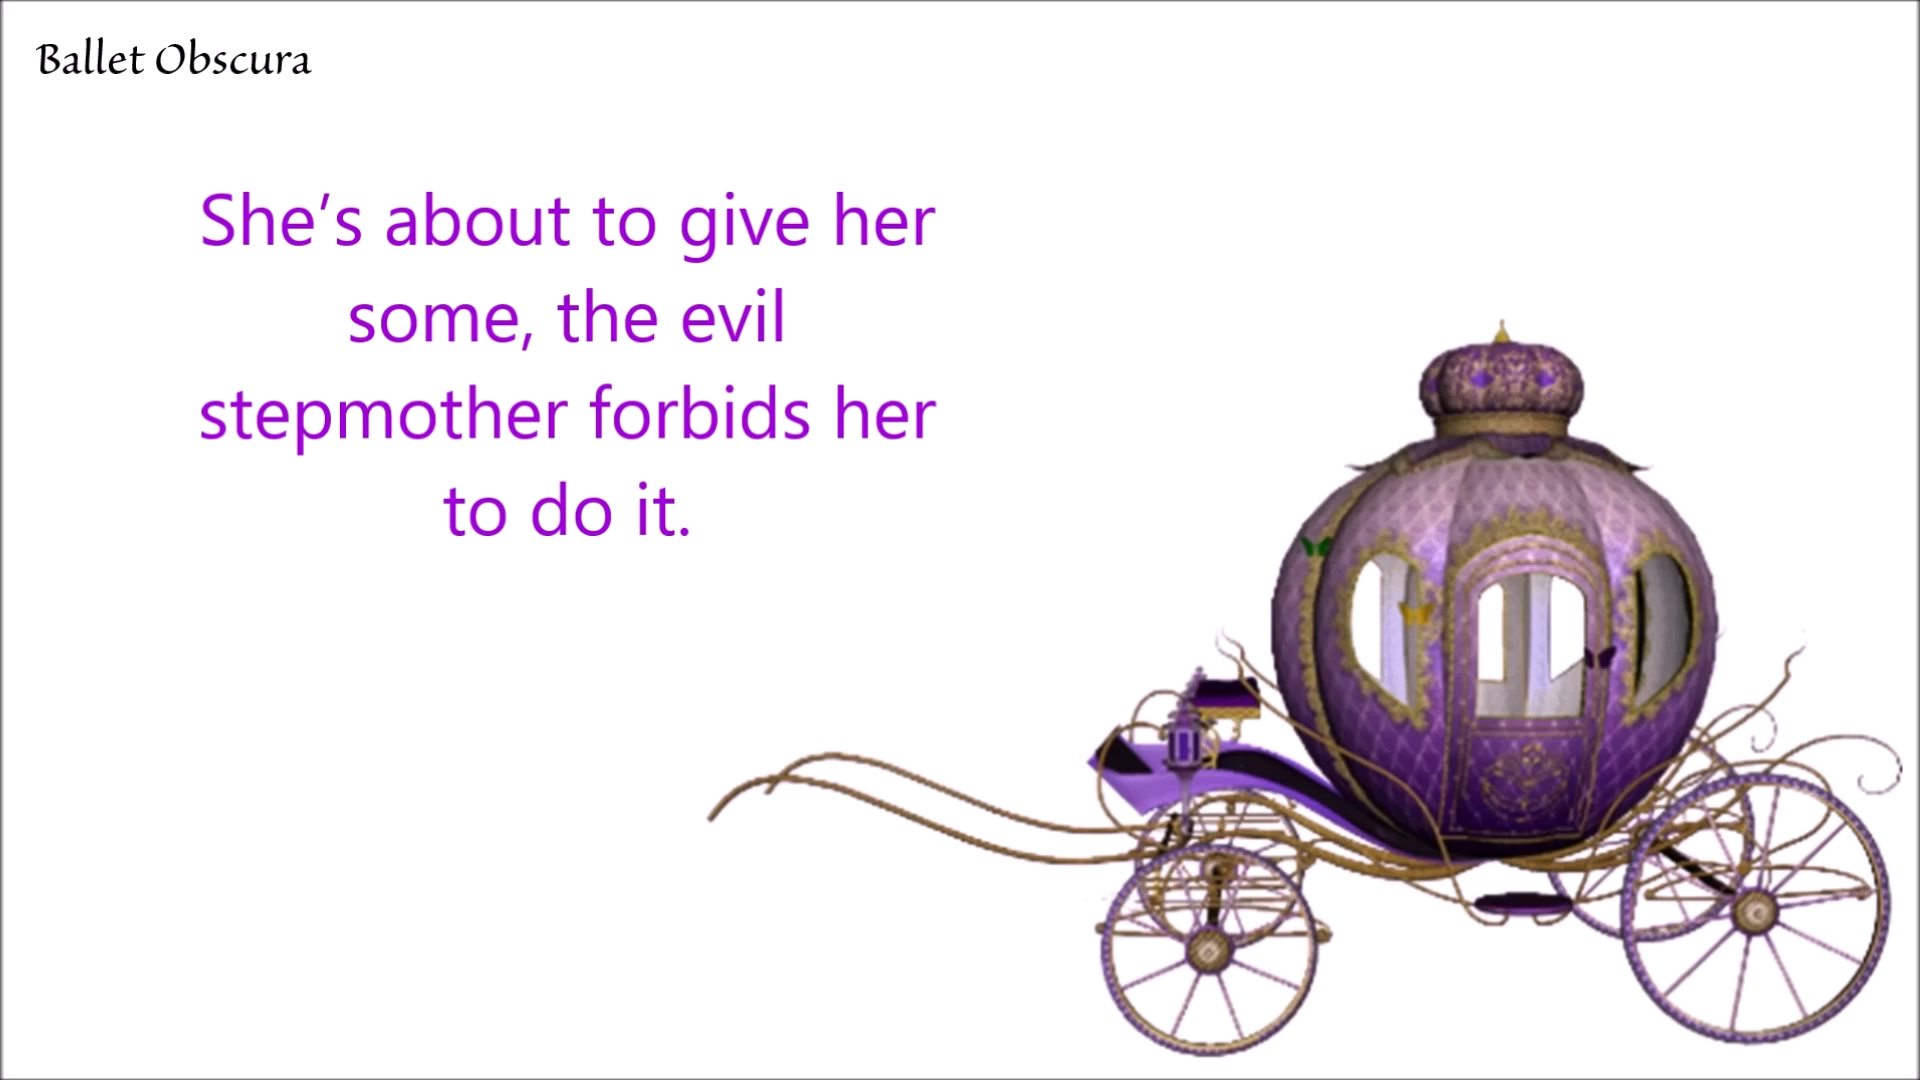 Ballet Obscura
She’s about to give her
some, the evil
stepmother forbids her
to do it.